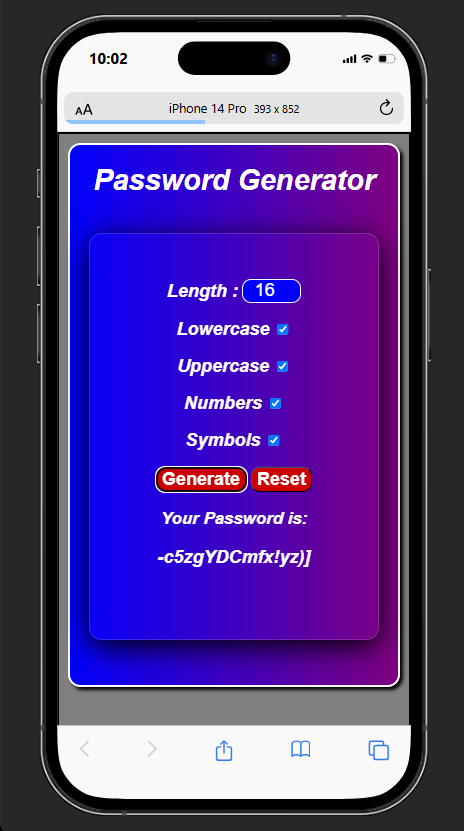 10:02
AA iPhone 14 Pro 393 x 852
Password Generator
Length : 16
Lowercase
Uppercase
Numbers
Symbols
Generate Reset
Your Password is:
-c5zgYDCmfx!yz)]